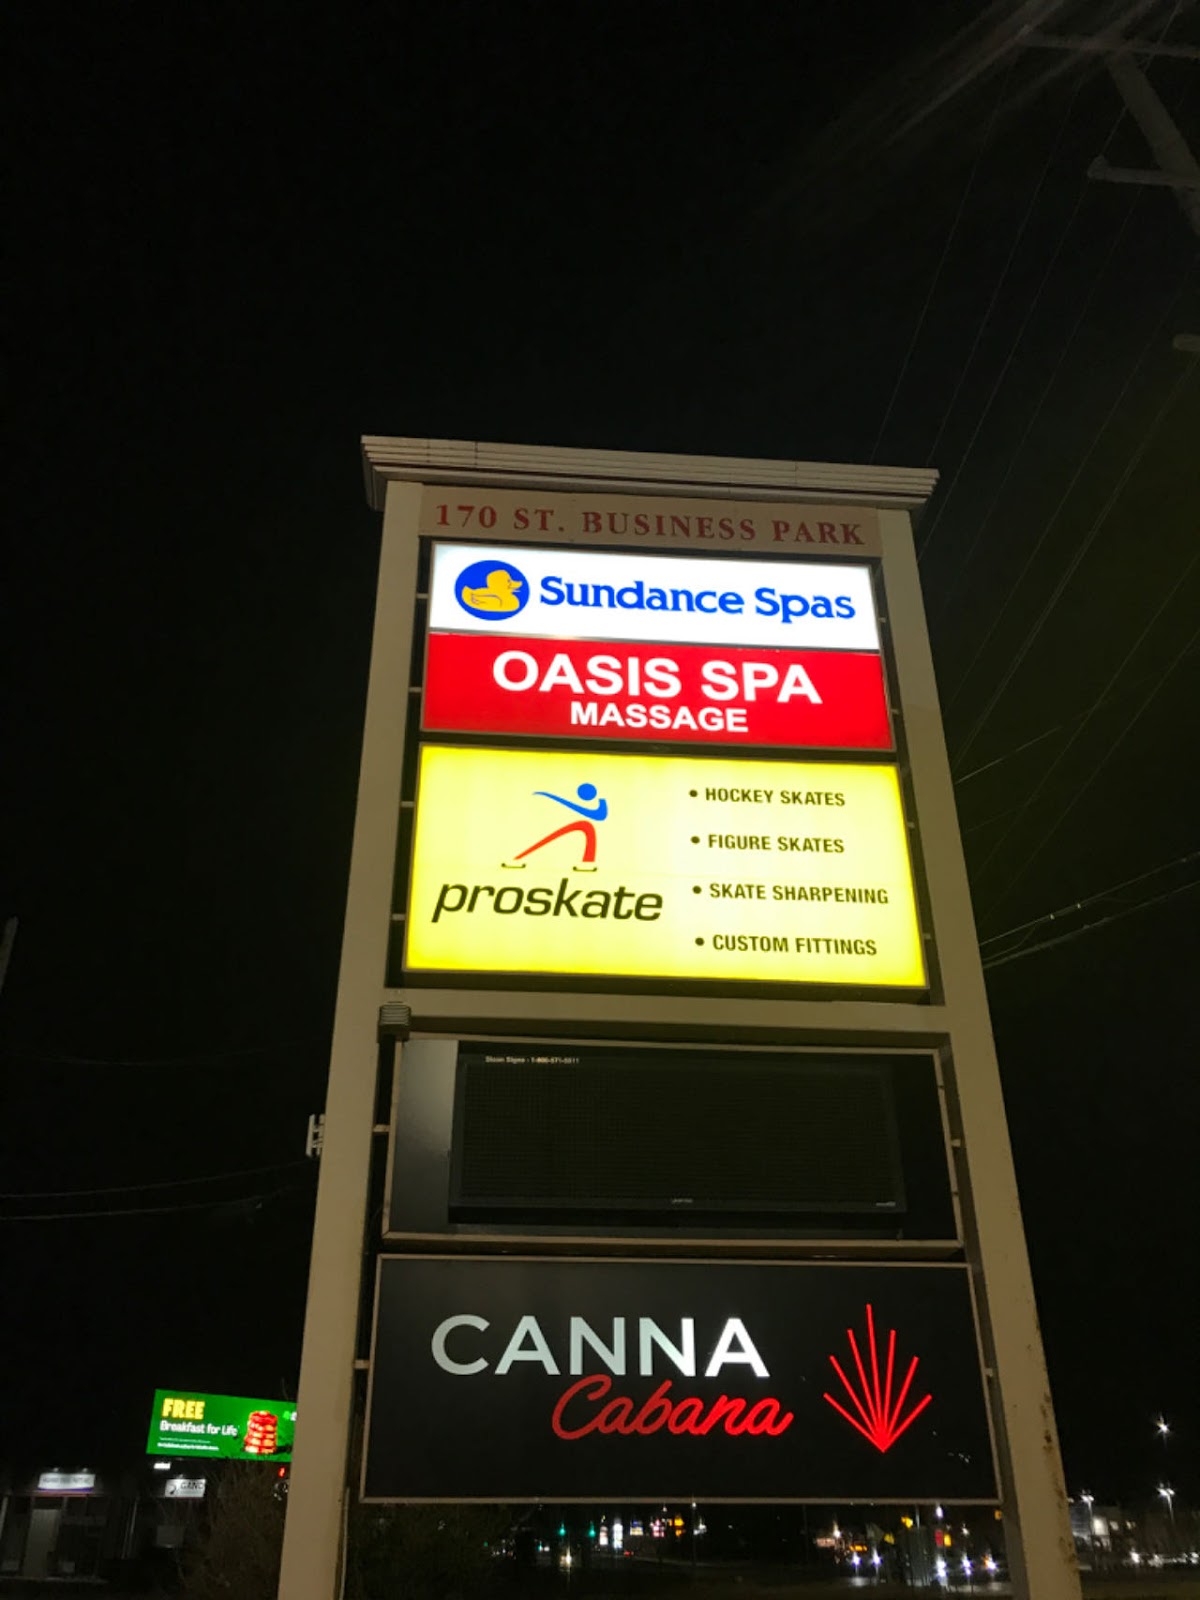 170 ST. BUSINESS PARK
Sundance Spas
OASIS SPA
MASSAGE
proskate
• HOCKEY SKATES
• FIGURE SKATES
• SKATE SHARPENING
• CUSTOM FITTINGS
CANNA
Cabana
FREE
Breakfast for Life